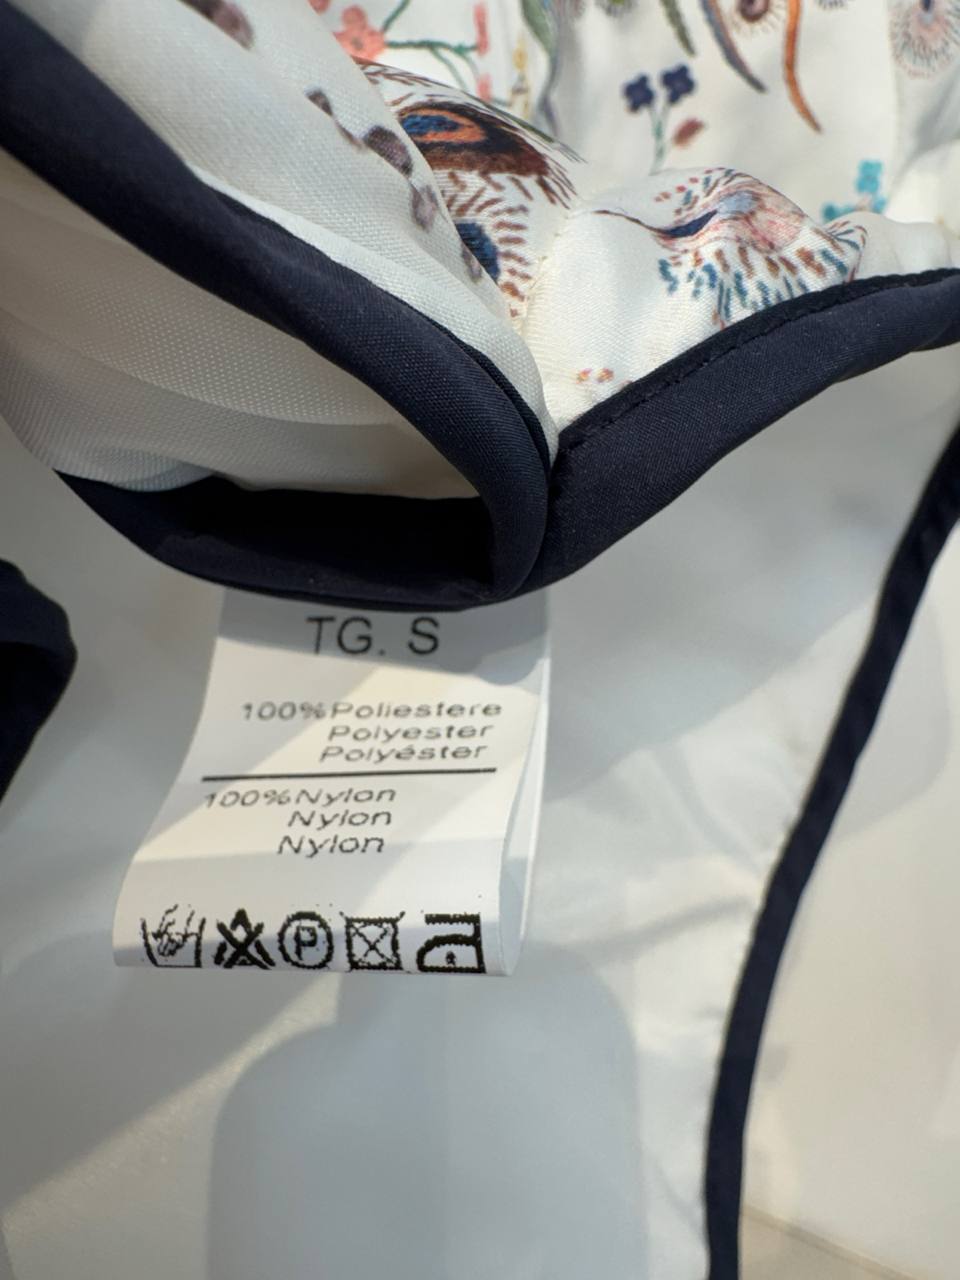 TG. S
100%Poliestere
Polyester
Polyéster
100%Nylon
Nylon
Nylon
P